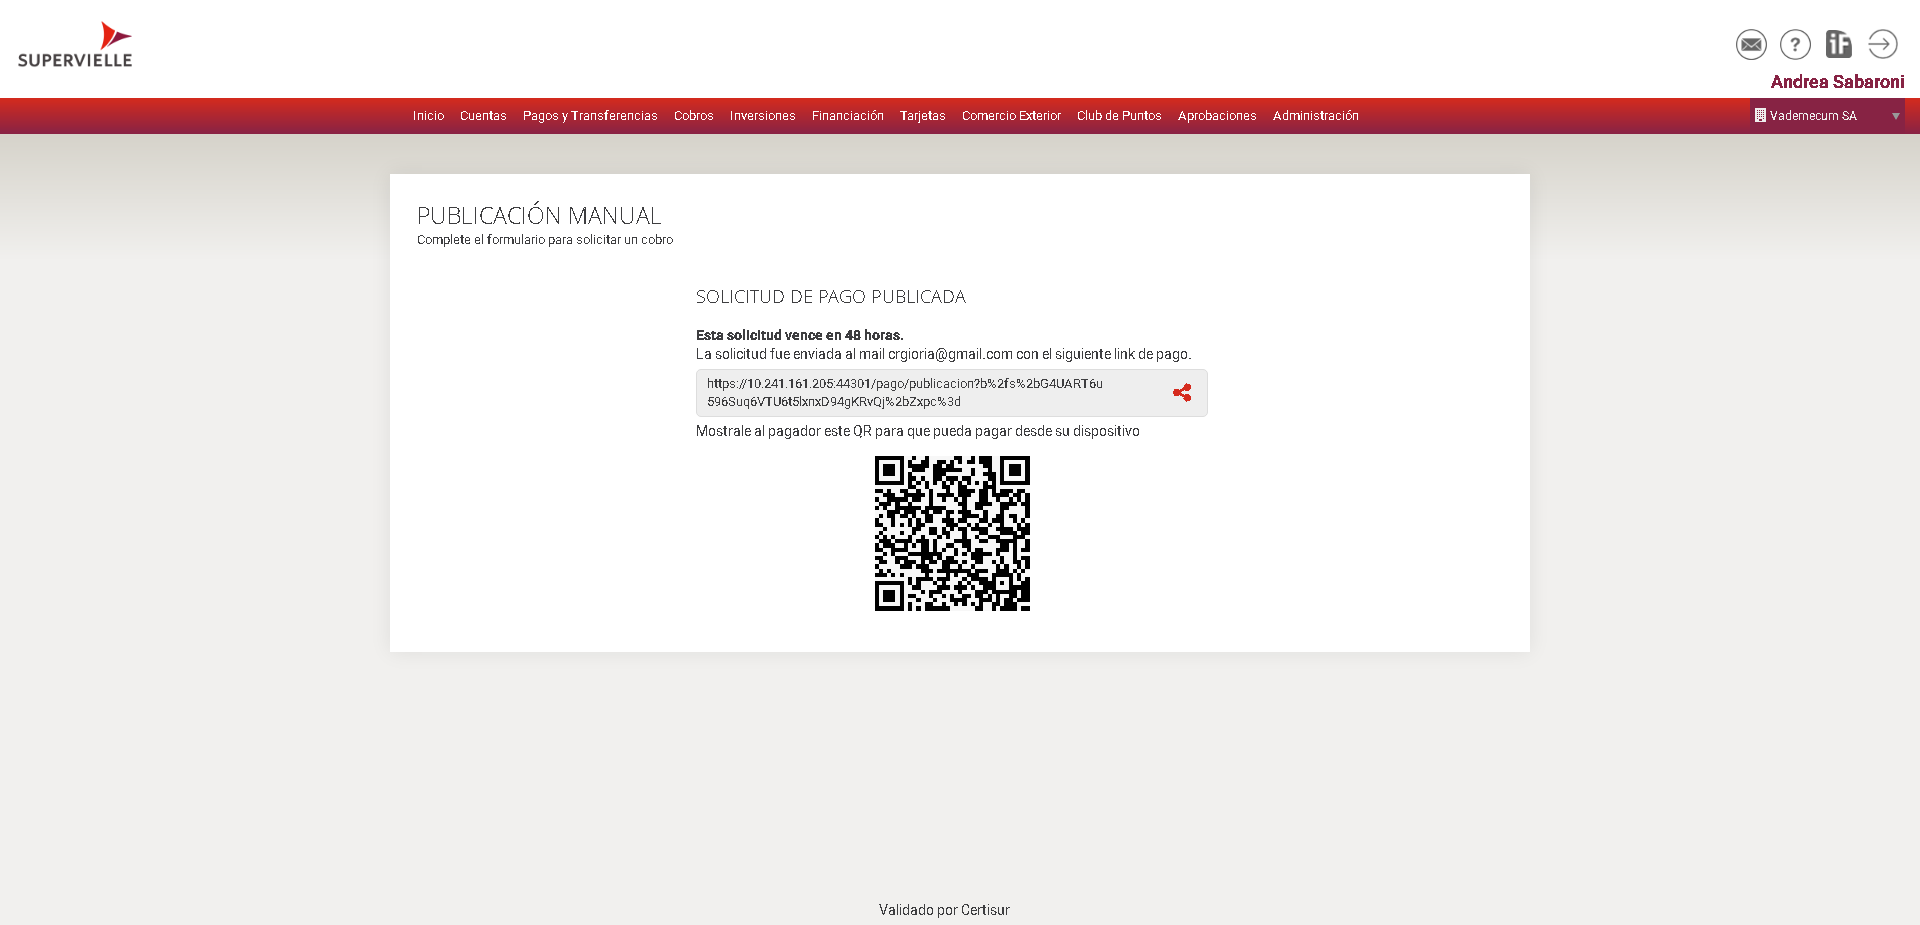 SUPERVIELLE
?
iF
Andrea Sabaroni
Inicio Cuentas Pagos y Transferencias Cobros Inversiones Financiación Tarjetas Comercio Exterior Club de Puntos Aprobaciones Administración Vademecum SA
PUBLICACIÓN MANUAL
Complete el formulario para solicitar un cobro
SOLICITUD DE PAGO PUBLICADA
Esta solicitud vence en 48 horas.
La solicitud fue enviada al mail crgioria@gmail.com con el siguiente link de pago.
https://10.241.161.205:44301/pago/publicacion?b%2fs%2bG4UART6u
596Suq6VTU6t5lxnxD94gKRvQj%2bZxpc%3d
Mostrale al pagador este QR para que pueda pagar desde su dispositivo
Validado por Certisur